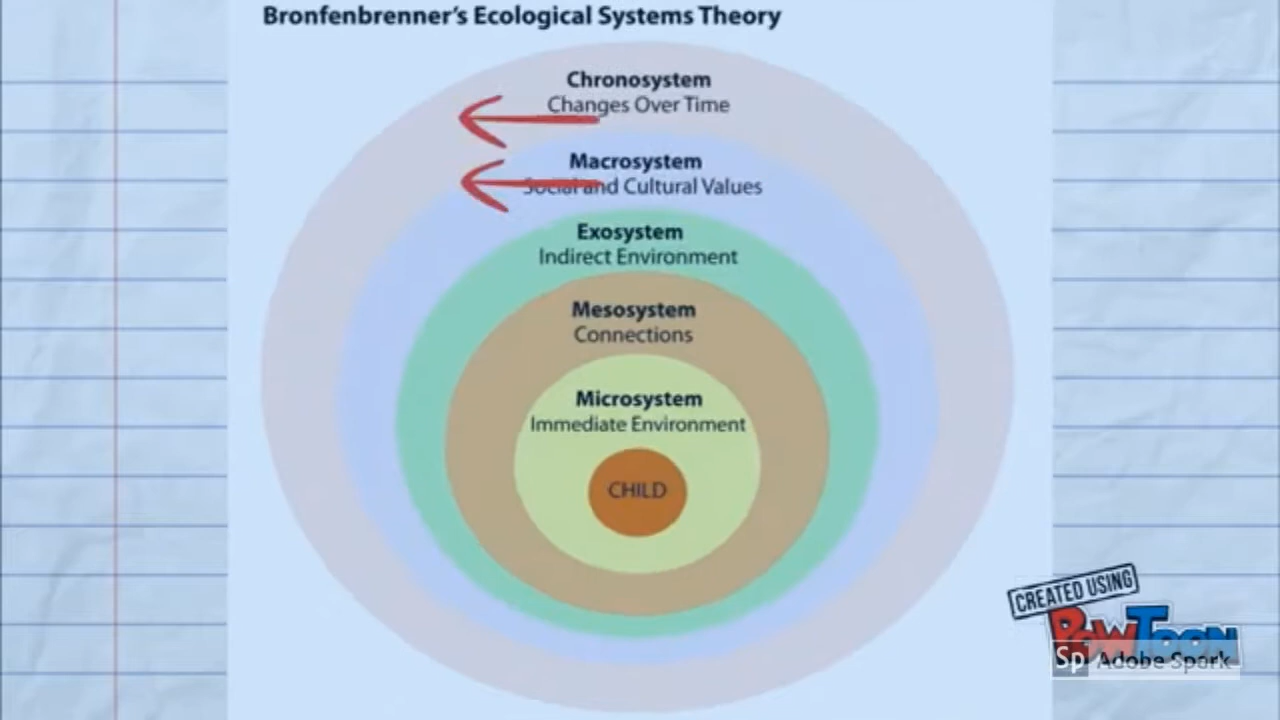 Bronfenbrenner's Ecological Systems Theory
Chronosystem
Changes Over Time
Macrosystem
Social and Cultural Values
Exosystem
Indirect Environment
Mesosystem
Connections
Microsystem
Immediate Environment
CHILD
CREATED USING
POWTOON
Sp Adobe Spark